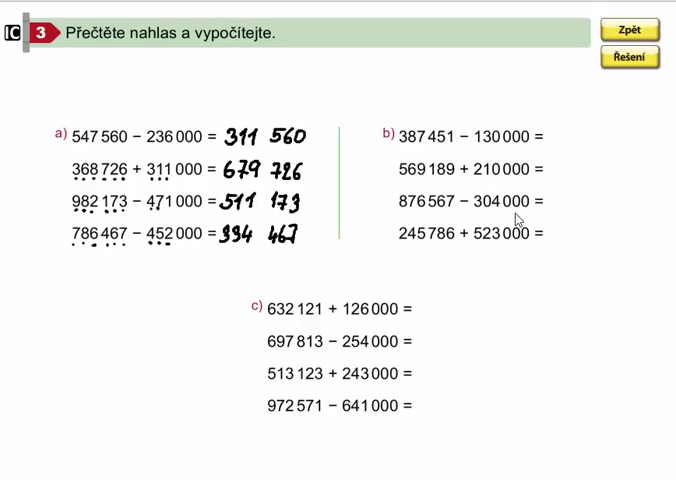 IC 3 Přečtěte nahlas a vypočítejte.
Zpět
Řešení
a) 547 560 − 236 000 = 311 560
368 726 + 311 000 = 679 726
982 173 − 471 000 = 511 173
786 467 − 452 000 = 334 467
b) 387 451 − 130 000 =
569 189 + 210 000 =
876 567 − 304 000 =
245 786 + 523 000 =
c) 632 121 + 126 000 =
697 813 − 254 000 =
513 123 + 243 000 =
972 571 − 641 000 =